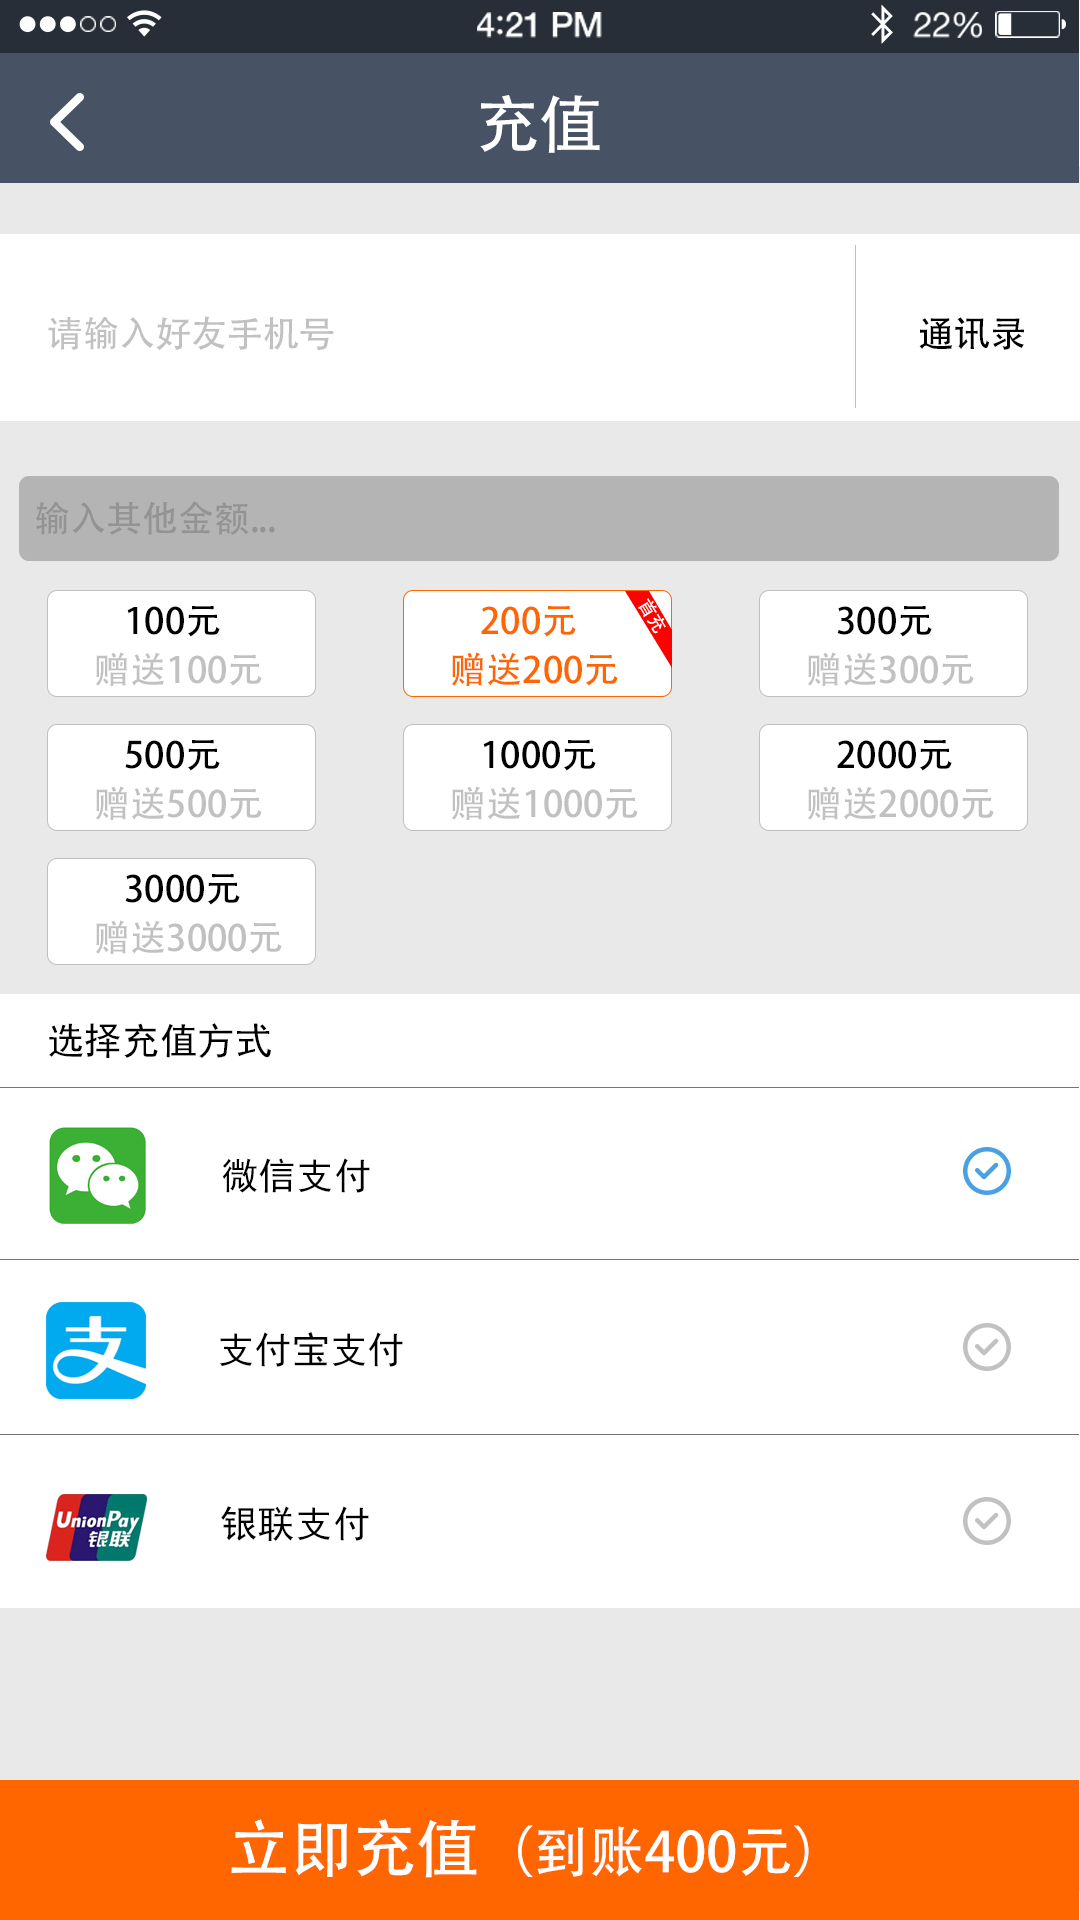 4:21 PM 22%
充值
请输入好友手机号 通讯录
输入其他金额...
100元
赠送100元
200元
赠送200元
首充
300元
赠送300元
500元
赠送500元
1000元
赠送1000元
2000元
赠送2000元
3000元
赠送3000元
选择充值方式
微信支付
支
支付宝支付
UnionPay
银联
银联支付
立即充值（到账400元）